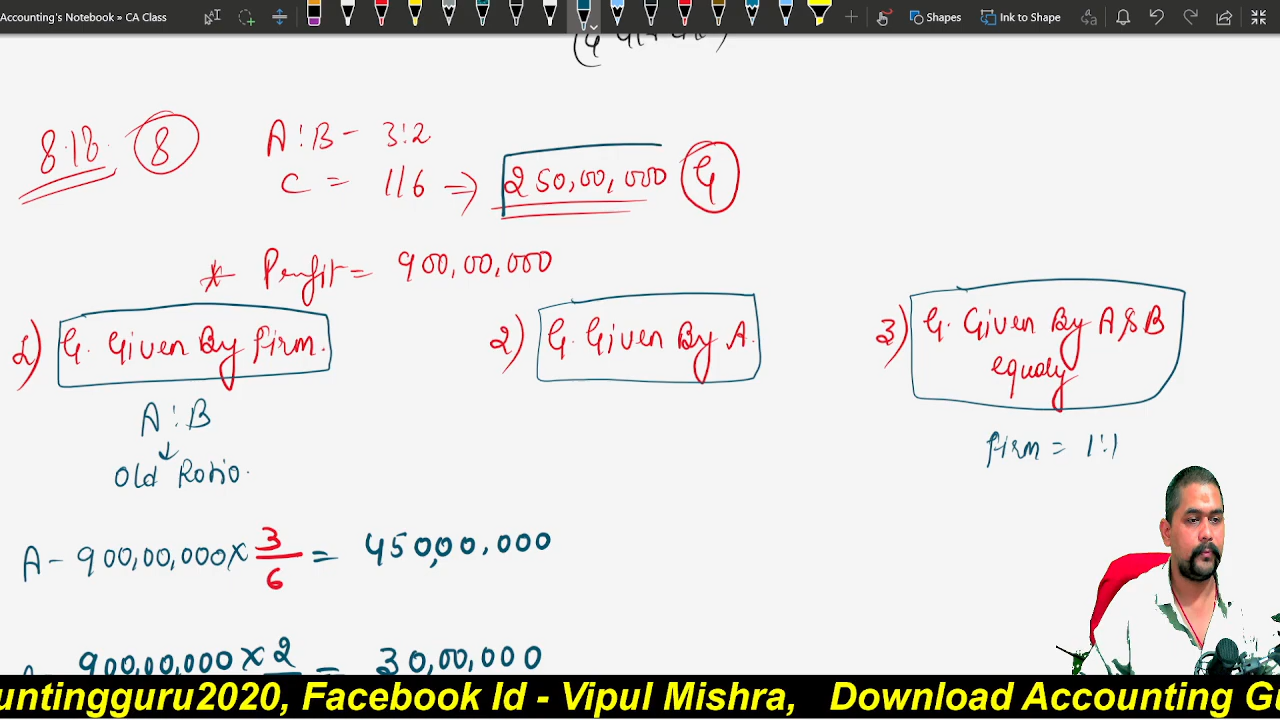 Accounting's Notebook » CA Class
Shapes
Ink to Shape
8.18. 8
A:B - 3:2
C = 1/6 ⇒ 250,00,000 G
* Profit = 900,00,000
1) G. Given By firm.
2) G. Given By A.
3) G. Given By A & B
equaly
A:B
Old Ratio.
firm = 1:1
A - 900,00,000 × 3/6 = 45000,000
900,00,000 × 2 = 30,00,000
untingguru2020, Facebook Id - Vipul Mishra, Download Accounting Gu